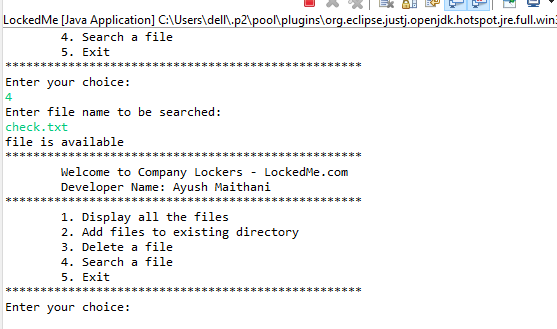 LockedMe [Java Application] C:\Users\dell\.p2\pool\plugins\org.eclipse.justj.openjdk.hotspot.jre.full.win3
4. Search a file
5. Exit
***************************************************
Enter your choice:
4
Enter file name to be searched:
check.txt
file is available
***************************************************
Welcome to Company Lockers - LockedMe.com
Developer Name: Ayush Maithani
***************************************************
1. Display all the files
2. Add files to existing directory
3. Delete a file
4. Search a file
5. Exit
***************************************************
Enter your choice: